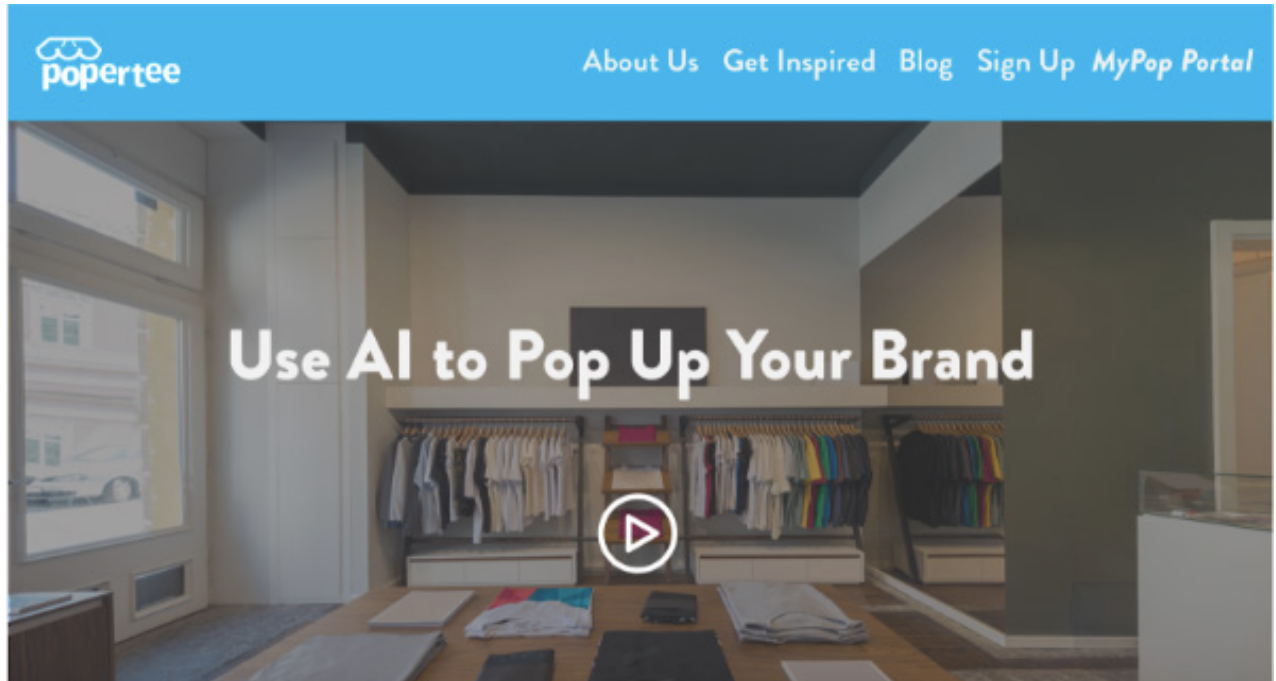 popertee
About Us Get Inspired Blog Sign Up MyPop Portal
Use AI to Pop Up Your Brand